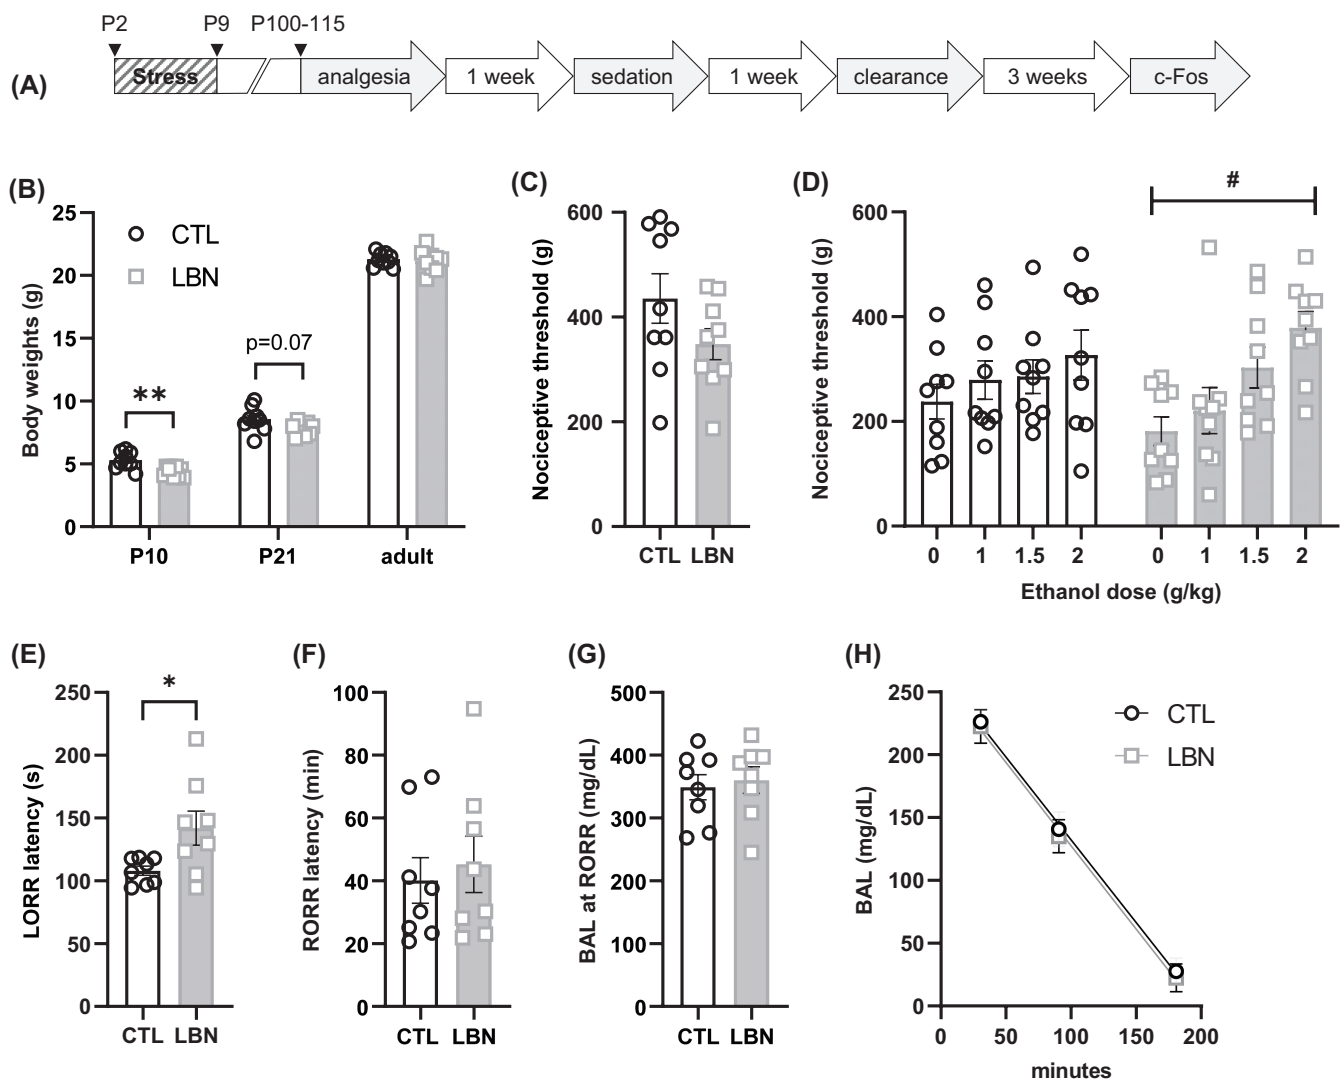 P2 P9 P100-115
(A) Stress analgesia 1 week sedation 1 week clearance 3 weeks c-Fos
(B)
Body weights (g)
25
20
15
10
5
0
CTL
LBN
**
p=0.07
P10 P21 adult
(C)
Nociceptive threshold (g)
600
400
200
0
CTL LBN
(D)
#
Nociceptive threshold (g)
600
400
200
0
0 1 1.5 2 0 1 1.5 2
Ethanol dose (g/kg)
(E)
*
LORR latency (s)
250
200
150
100
50
0
CTL LBN
(F)
RORR latency (min)
100
80
60
40
20
0
CTL LBN
(G)
BAL at RORR (mg/dL)
500
400
300
200
100
0
CTL LBN
(H)
BAL (mg/dL)
250
200
150
100
50
0
CTL
LBN
0 50 100 150 200
minutes